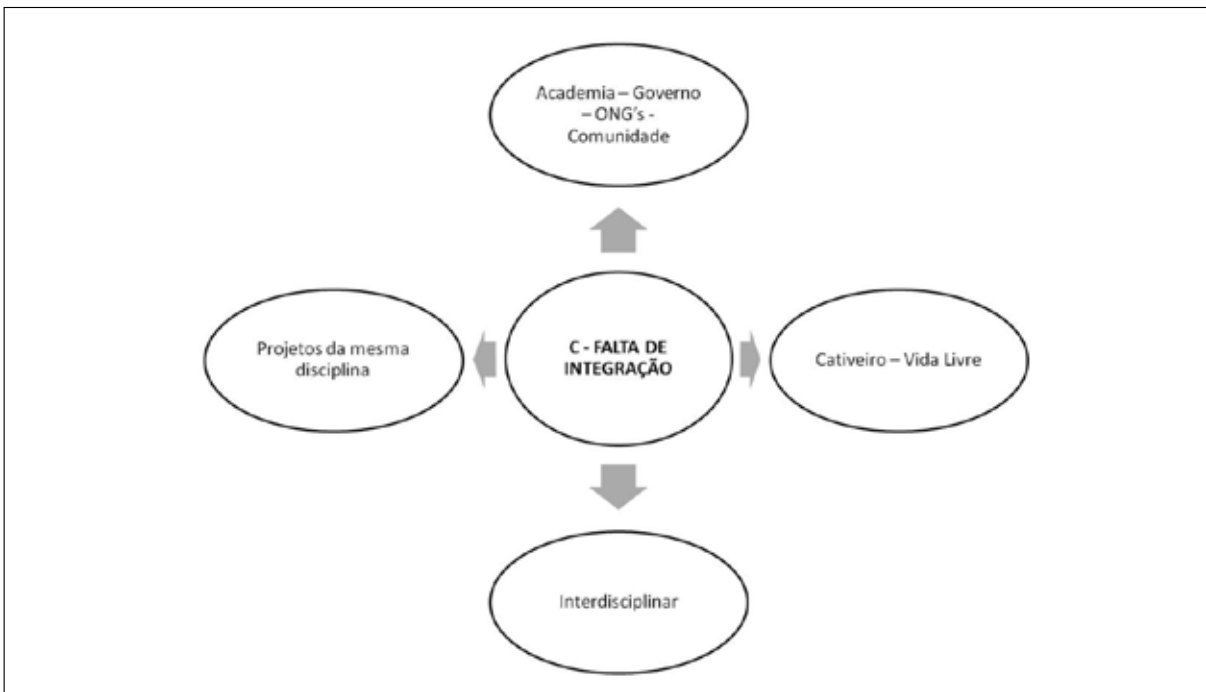 Academia – Governo
– ONG's -
Comunidade
Projetos da mesma
disciplina
C - FALTA DE
INTEGRAÇÃO
Cativeiro – Vida Livre
Interdisciplinar